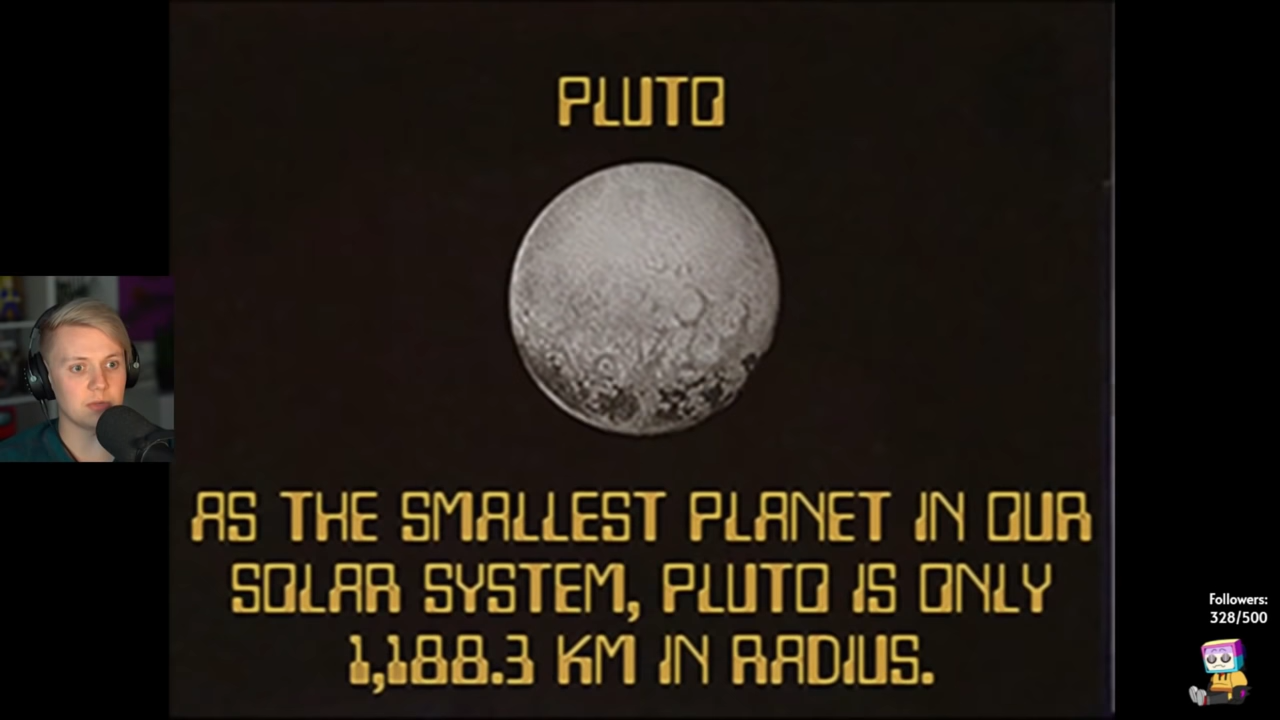 PLUTO
AS THE SMALLEST PLANET IN OUR
SOLAR SYSTEM, PLUTO IS ONLY
1,188.3 KM IN RADIUS.
Followers:
328/500